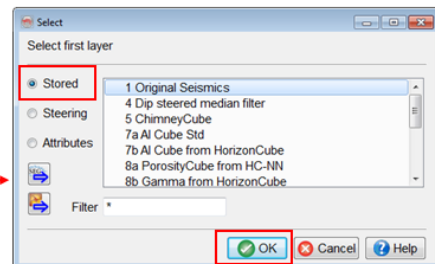 Select
Select first layer
Stored
1 Original Seismics
4 Dip steered median filter
Steering
5 ChimneyCube
7a AI Cube Std
Attributes
7b AI Cube from HorizonCube
8a PorosityCube from HC-NN
8b Gamma from HorizonCube
Filter *
OK Cancel Help